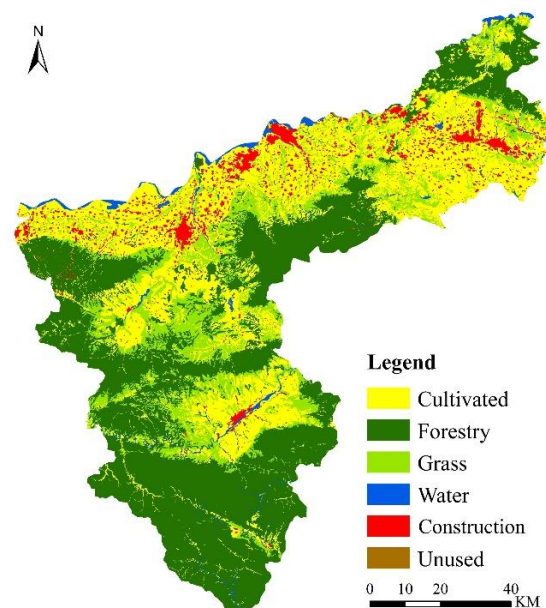 N
Legend
Cultivated
Forestry
Grass
Water
Construction
Unused
0 10 20 40
KM